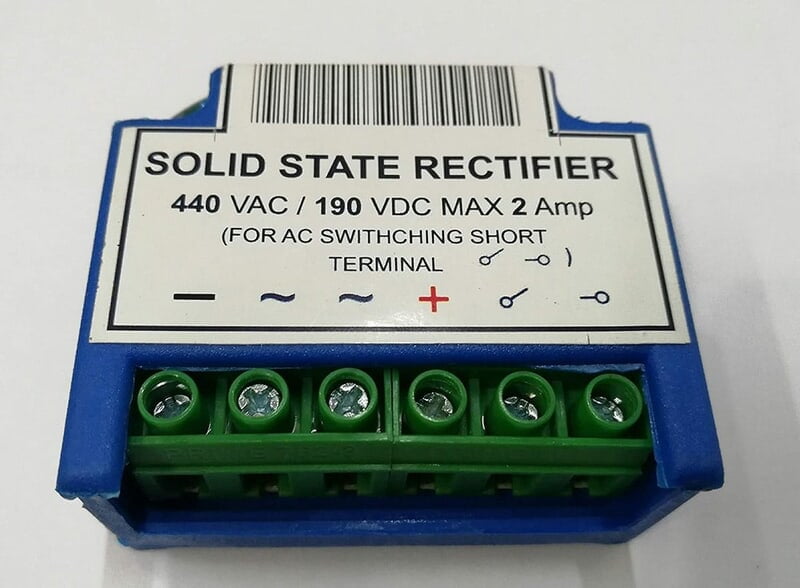 SOLID STATE RECTIFIER
440 VAC / 190 VDC MAX 2 Amp
(FOR AC SWITHCHING SHORT
TERMINAL )
— ~ ~ +